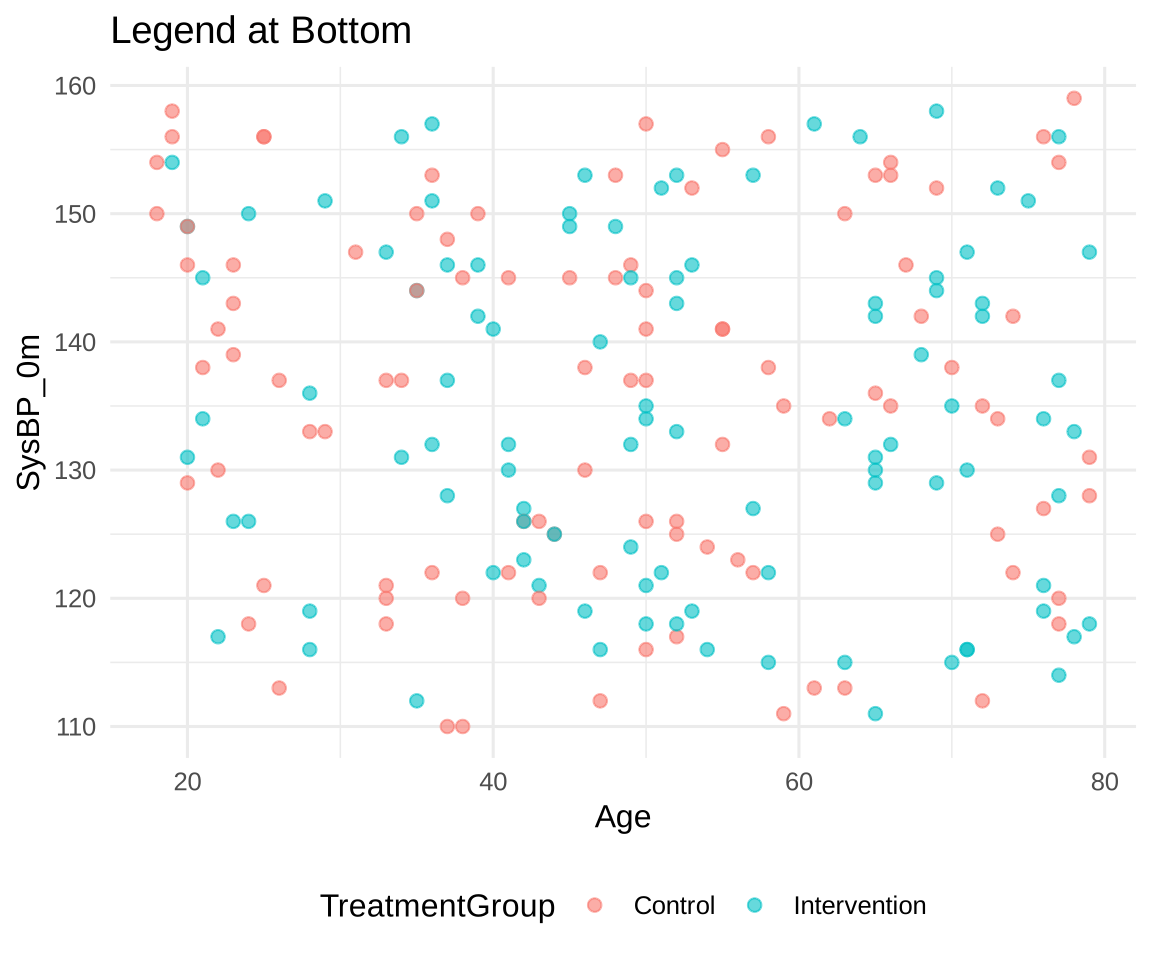 Legend at Bottom
160
150
140
130
120
110
SysBP_0m
20 40 60 80
Age
TreatmentGroup Control Intervention